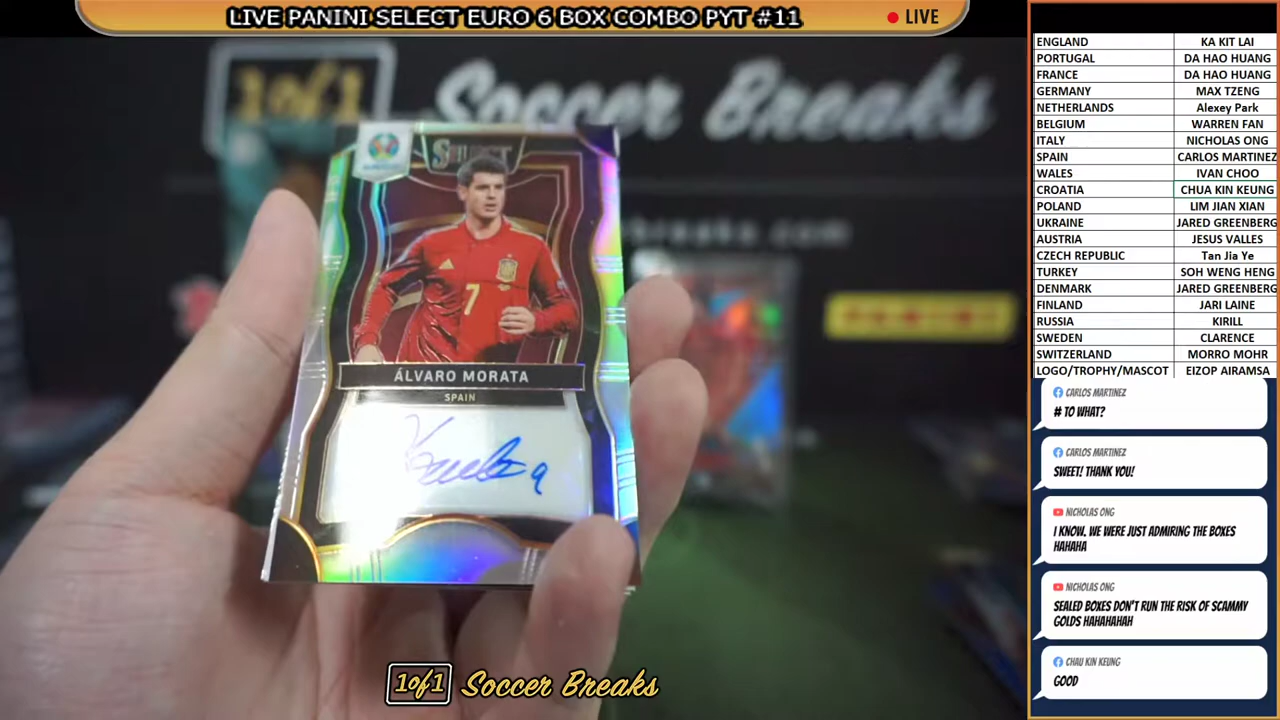 LIVE PANINI SELECT EURO 6 BOX COMBO PYT #11
LIVE
1of1
Soccer Breaks
SELECT
7
ÁLVARO MORATA
SPAIN
PANINI
1of1 Soccer Breaks
ENGLAND KA KIT LAI
PORTUGAL DA HAO HUANG
FRANCE DA HAO HUANG
GERMANY MAX TZENG
NETHERLANDS Alexey Park
BELGIUM WARREN FAN
ITALY NICHOLAS ONG
SPAIN CARLOS MARTINEZ
WALES IVAN CHOO
CROATIA CHUA KIN KEUNG
POLAND LIM JIAN XIAN
UKRAINE JARED GREENBERG
AUSTRIA JESUS VALLES
CZECH REPUBLIC Tan Jia Ye
TURKEY SOH WENG HENG
DENMARK JARED GREENBERG
FINLAND JARI LAINE
RUSSIA KIRILL
SWEDEN CLARENCE
SWITZERLAND MORRO MOHR
LOGO/TROPHY/MASCOT EIZOP AIRAMSA
CARLOS MARTINEZ
# TO WHAT?
CARLOS MARTINEZ
SWEET! THANK YOU!
NICHOLAS ONG
I KNOW. WE WERE JUST ADMIRING THE BOXES
HAHAHA
NICHOLAS ONG
SEALED BOXES DON'T RUN THE RISK OF SCAMMY
GOLDS HAHAHAHAH
CHAU KIN KEUNG
GOOD